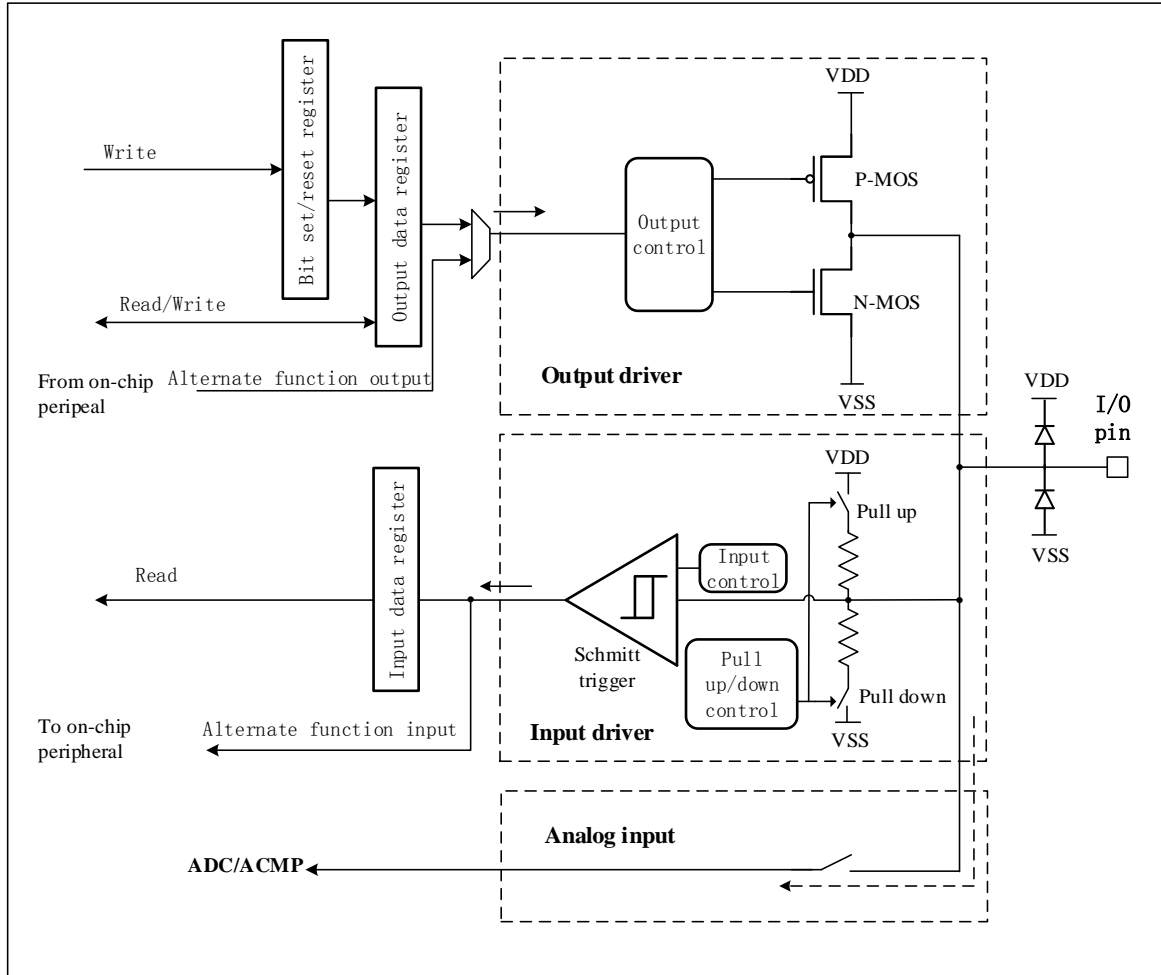 Write
Bit set/reset register
Output data register
Read/Write
From on-chip
peripeal
Alternate function output
Output
control
VDD
P-MOS
N-MOS
VSS
Output driver
VDD
I/O
pin
VSS
Input data register
Read
To on-chip
peripheral
Alternate function input
Schmitt
trigger
Input
control
Pull
up/down
control
VDD
Pull up
Pull down
VSS
Input driver
Analog input
ADC/ACMP